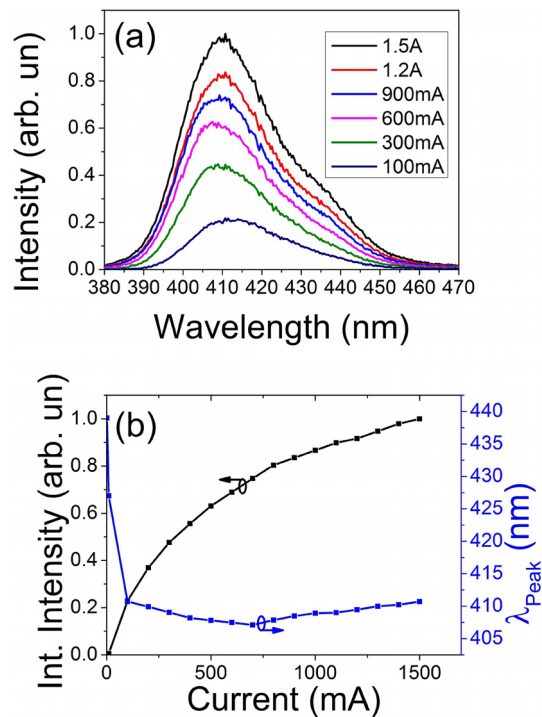 (a)
1.0
0.8
0.6
0.4
0.2
0.0
Intensity (arb. un)
1.5A
1.2A
900mA
600mA
300mA
100mA
380 390 400 410 420 430 440 450 460 470
Wavelength (nm)
(b)
1.0
0.8
0.6
0.4
0.2
0.0
Int. Intensity (arb. un)
440
435
430
425
420
415
410
405
λPeak (nm)
0 500 1000 1500
Current (mA)